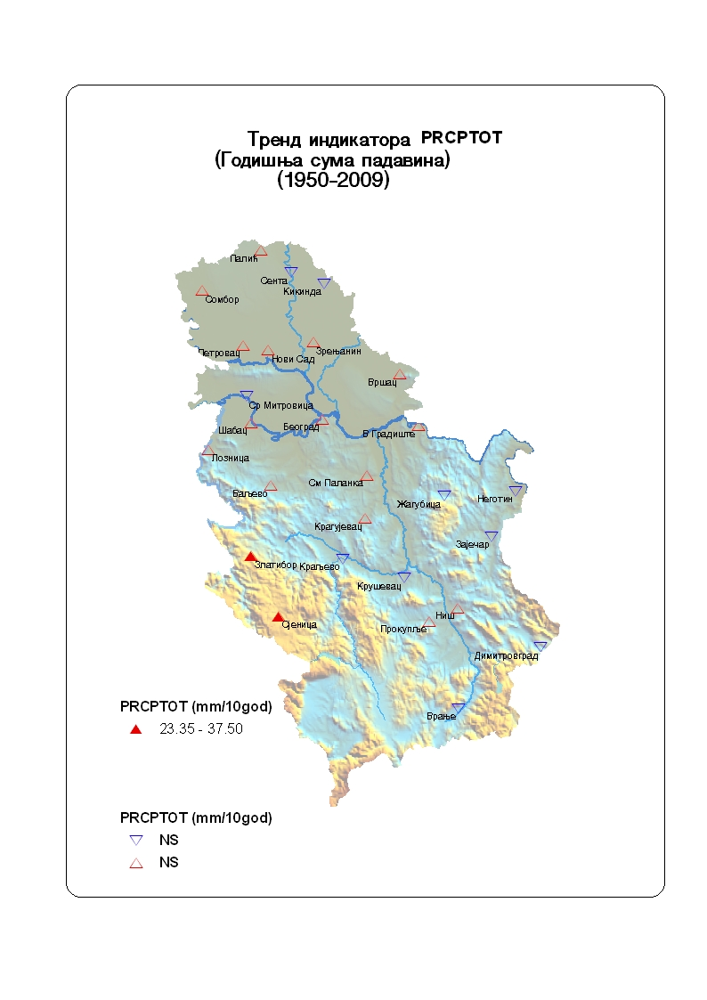 Тренд индикатора PRCPTOT
(Годишња сума падавина)
(1950-2009)
Палић
Сента
Кикинда
Сомбор
Петровац
Нови Сад
Зрењанин
Вршац
Ср Митровица
Шабац
Београд
В Градиште
Лозница
Ваљево
См Паланка
Жагубица
Неготин
Крагујевац
Зајечар
Златибор
Краљево
Крушевац
Сјеница
Ниш
Прокупље
Димитровград
Врање
PRCPTOT (mm/10god)
23.35 - 37.50
PRCPTOT (mm/10god)
NS
NS